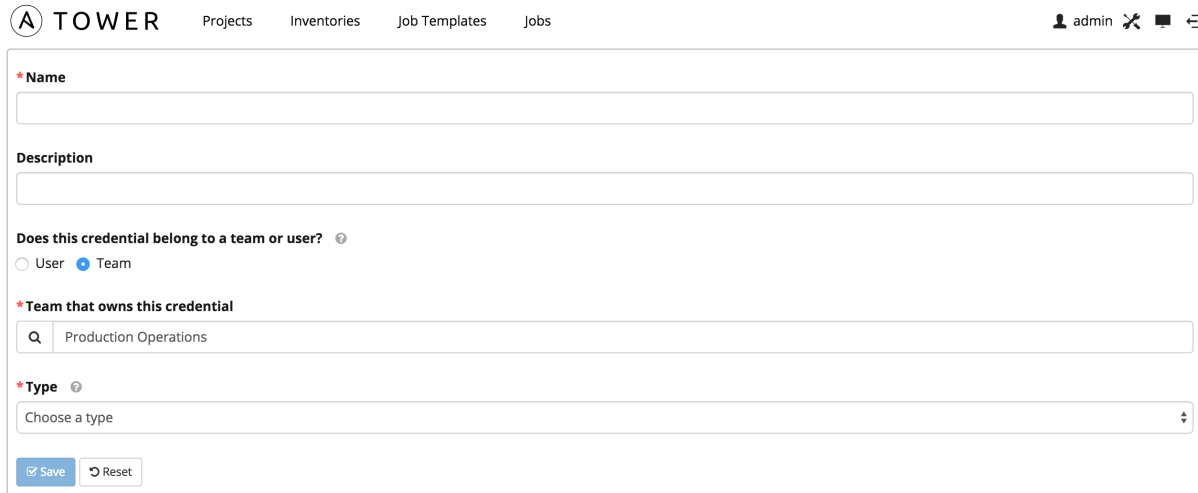 A TOWER Projects Inventories Job Templates Jobs admin
* Name
Description
Does this credential belong to a team or user? ?
User Team
* Team that owns this credential
Production Operations
* Type ?
Choose a type
Save Reset